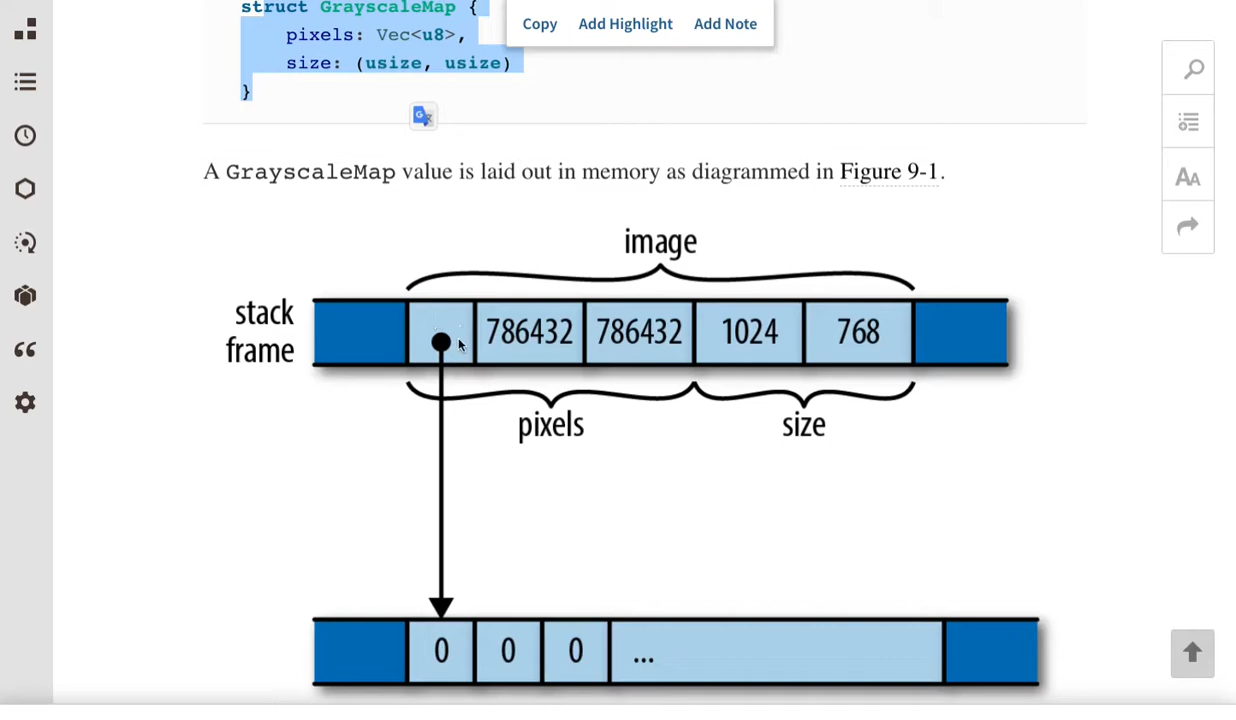 struct GrayscaleMap {
Copy Add Highlight Add Note
pixels: Vec<u8>,
size: (usize, usize)
}
G
A GrayscaleMap value is laid out in memory as diagrammed in Figure 9-1.
image
stack
frame
786432 786432 1024 768
pixels size
0 0 0 ...
AA